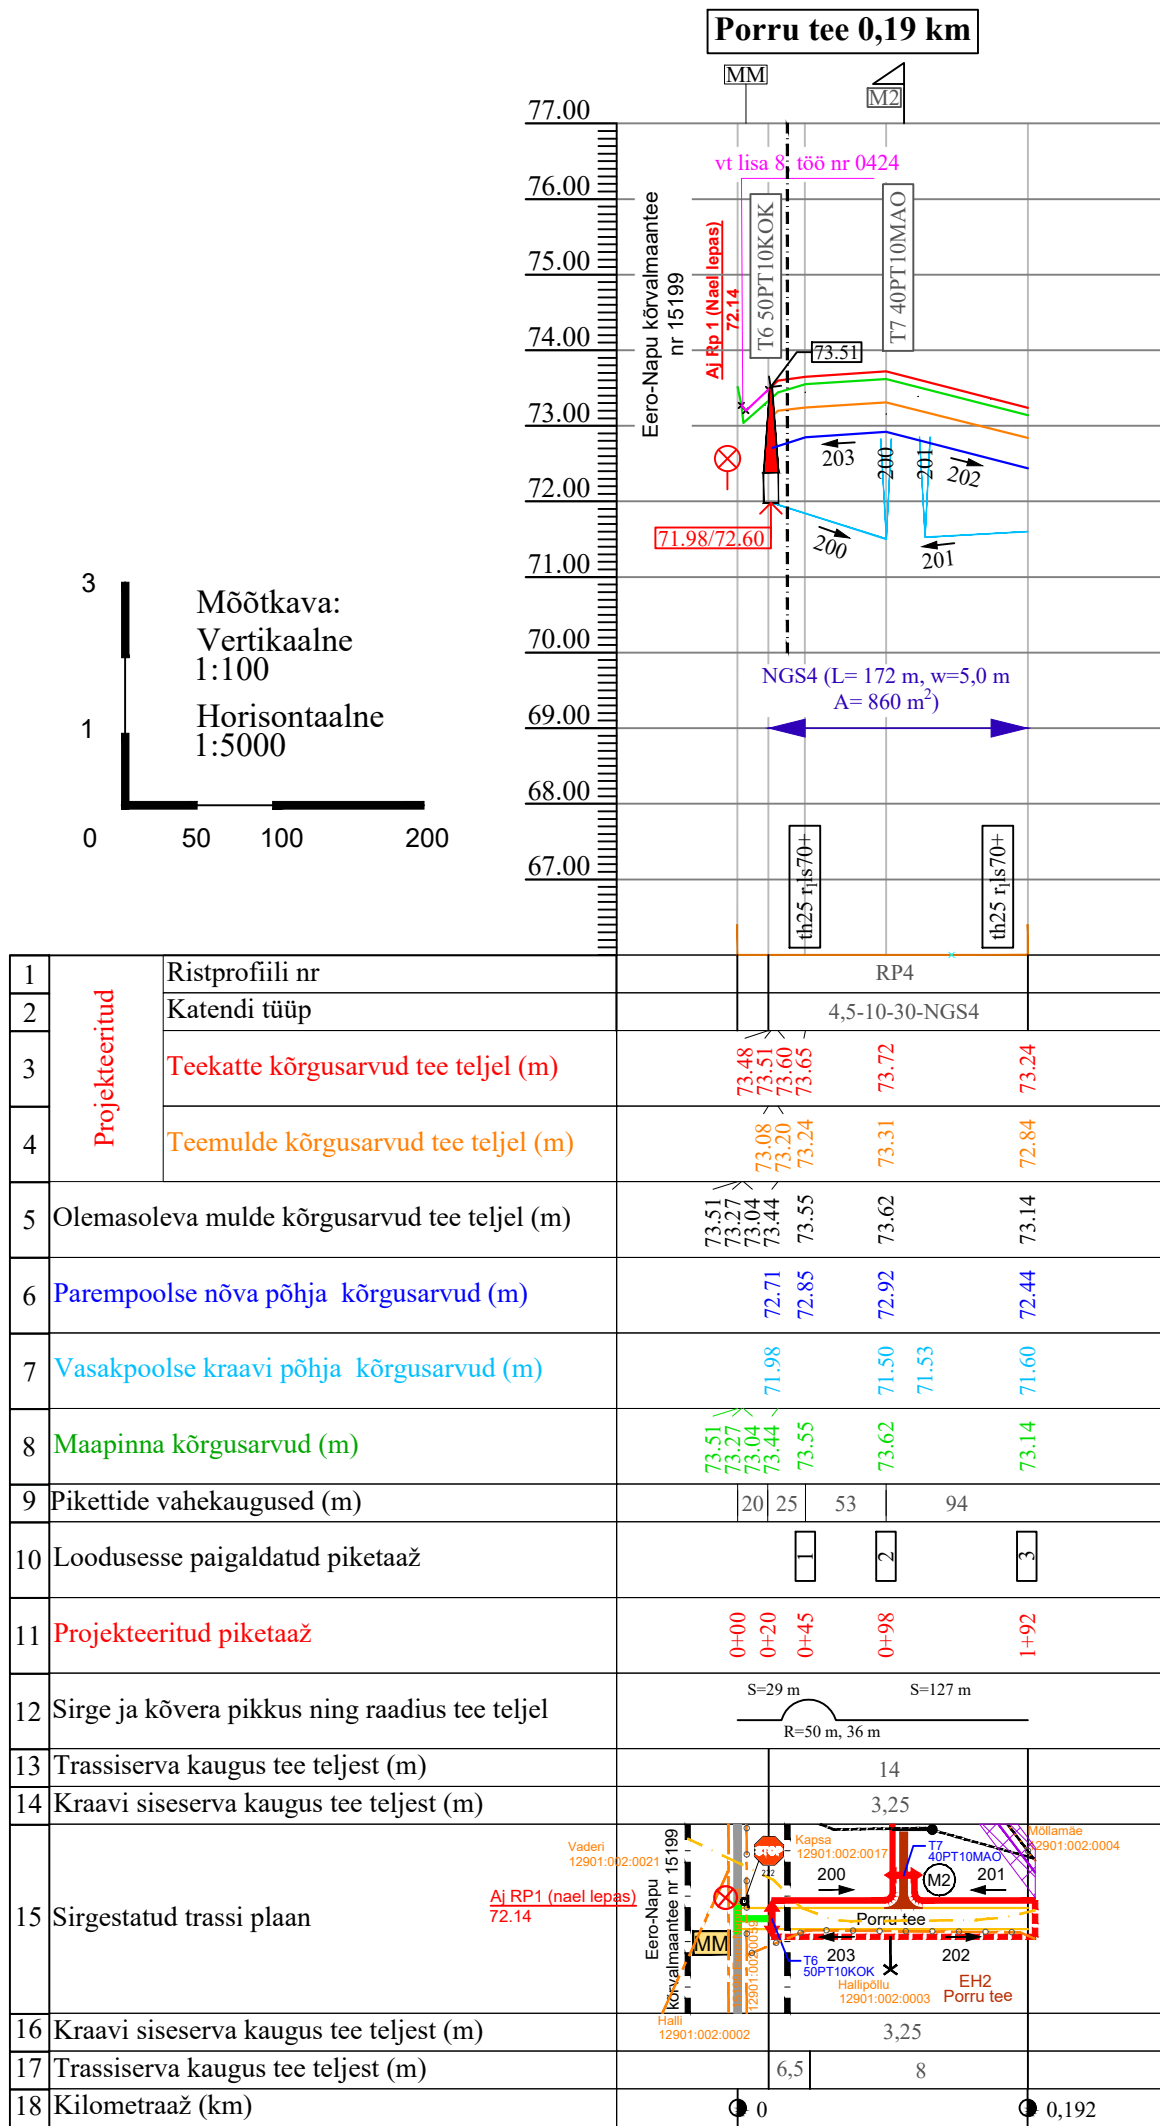 Porru tee 0,19 km
MM
M2
77.00
76.00
75.00
74.00
73.00
72.00
71.00
70.00
69.00
68.00
67.00
vt lisa 8, töö nr 0424
Eero-Napu kõrvalmaantee
nr 15199
Aj Rp 1 (Nael lepas)
72.14
T6 50PT10KOK
T7 40PT10MAO
73.51
203
200
201
202
71.98/72.60
200
201
3
1
0 50 100 200
Mõõtkava:
Vertikaalne
1:100
Horisontaalne
1:5000
NGS4 (L= 172 m, w=5,0 m
A= 860 m²)
th25 r₁ls70+
th25 r₁ls70+
Projekteeritud
1 Ristprofiili nr RP4
2 Katendi tüüp 4,5-10-30-NGS4
3 Teekatte kõrgusarvud tee teljel (m) 73.48 73.51 73.60 73.65 73.72 73.24
4 Teemulde kõrgusarvud tee teljel (m) 73.08 73.20 73.24 73.31 72.84
5 Olemasoleva mulde kõrgusarvud tee teljel (m) 73.51 73.27 73.04 73.44 73.55 73.62 73.14
6 Parempoolse nõva põhja kõrgusarvud (m) 72.71 72.85 72.92 72.44
7 Vasakpoolse kraavi põhja kõrgusarvud (m) 71.98 71.50 71.53 71.60
8 Maapinna kõrgusarvud (m) 73.51 73.27 73.04 73.44 73.55 73.62 73.14
9 Pikettide vahekaugused (m) 20 25 53 94
10 Loodusesse paigaldatud piketaaž 1 2 3
11 Projekteeritud piketaaž 0+00 0+20 0+45 0+98 1+92
12 Sirge ja kõvera pikkus ning raadius tee teljel S=29 m S=127 m
R=50 m, 36 m
13 Trassiserva kaugus tee teljest (m) 14
14 Kraavi siseserva kaugus tee teljest (m) 3,25
15 Sirgestatud trassi plaan
Vaderi
12901:002:0021
Aj RP1 (nael lepas)
72.14
Eero-Napu
kõrvalmaantee nr 15199
MM
Halli
12901:002:0002
STOP
222
Kapsa
12901:002:0017
T7
40PT10MAO
Möllamäe
12901:002:0004
200
M2
201
Porru tee
203
202
T6
50PT10KOK
Hallipõllu
12901:002:0003
EH2
Porru tee
16 Kraavi siseserva kaugus tee teljest (m) 3,25
17 Trassiserva kaugus tee teljest (m) 6,5 8
18 Kilometraaž (km) 0 0,192